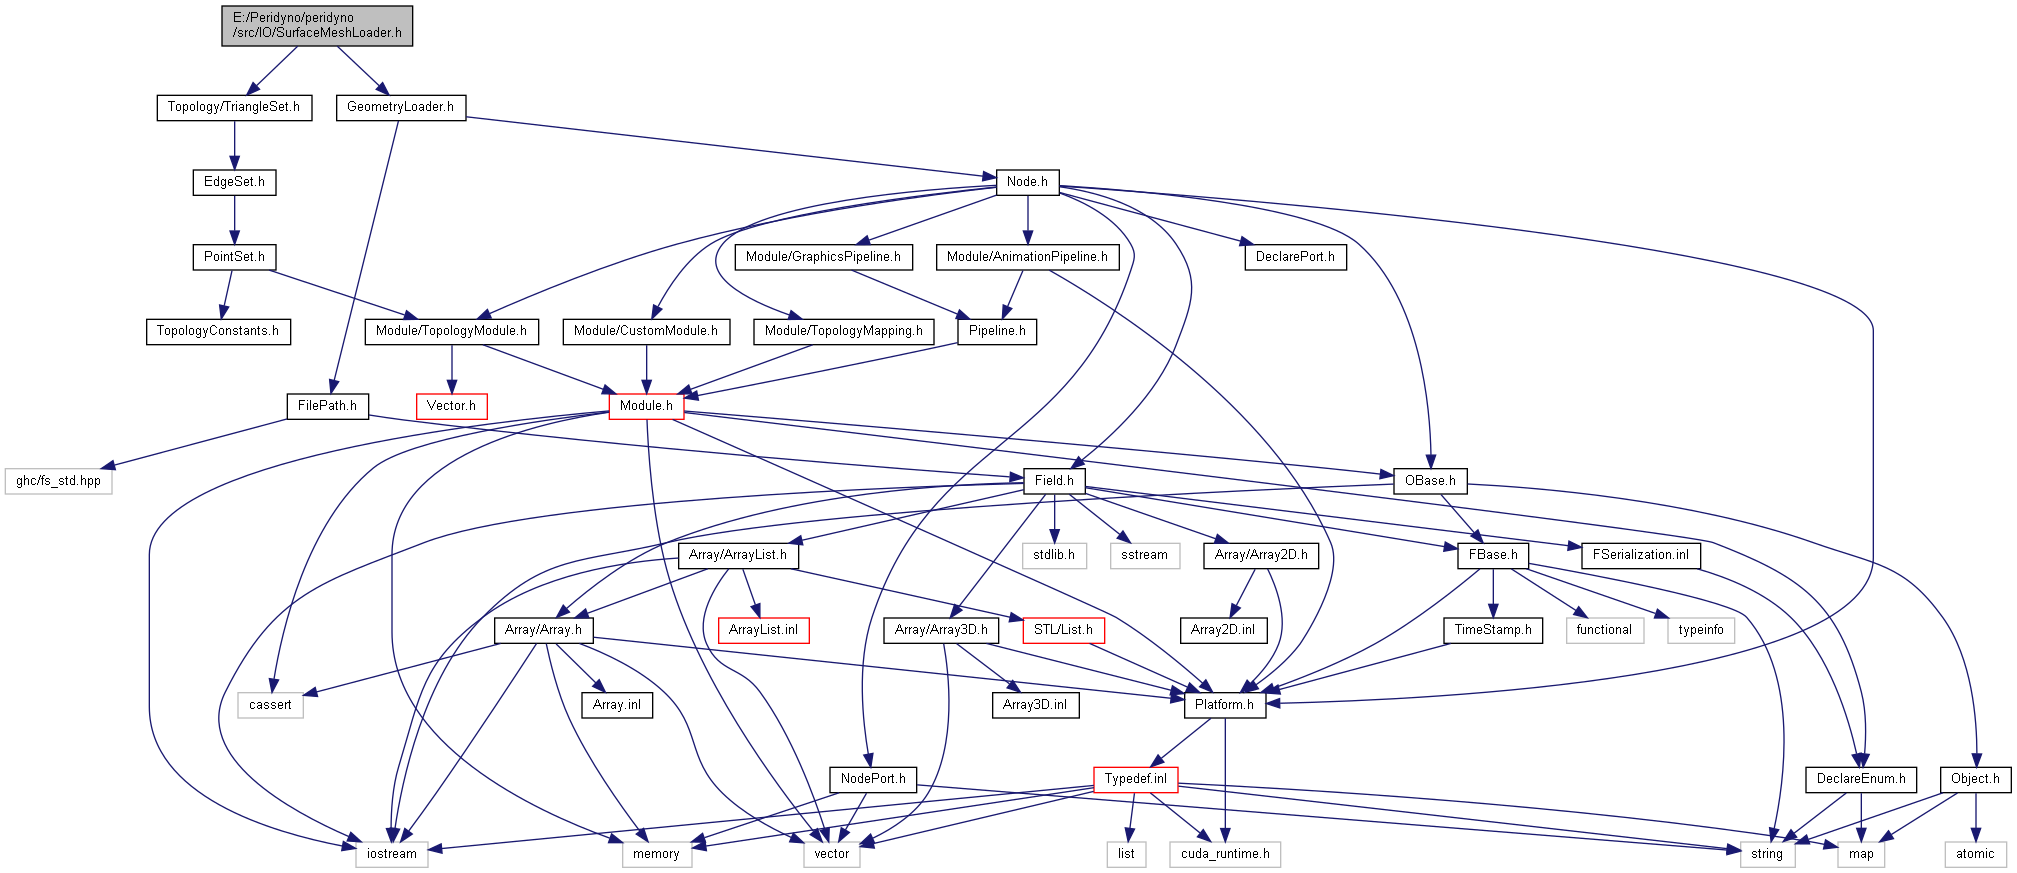 E:/Peridyno/peridyno
/src/IO/SurfaceMeshLoader.h
Topology/TriangleSet.h
GeometryLoader.h
EdgeSet.h
Node.h
PointSet.h
Module/GraphicsPipeline.h
Module/AnimationPipeline.h
DeclarePort.h
TopologyConstants.h
Module/TopologyModule.h
Module/CustomModule.h
Module/TopologyMapping.h
Pipeline.h
FilePath.h
Vector.h
Module.h
ghc/fs_std.hpp
Field.h
OBase.h
Array/ArrayList.h
stdlib.h
sstream
Array/Array2D.h
FBase.h
FSerialization.inl
Array/Array.h
ArrayList.inl
Array/Array3D.h
STL/List.h
Array2D.inl
TimeStamp.h
functional
typeinfo
cassert
Array.inl
Array3D.inl
Platform.h
NodePort.h
Typedef.inl
DeclareEnum.h
Object.h
iostream
memory
vector
list
cuda_runtime.h
string
map
atomic